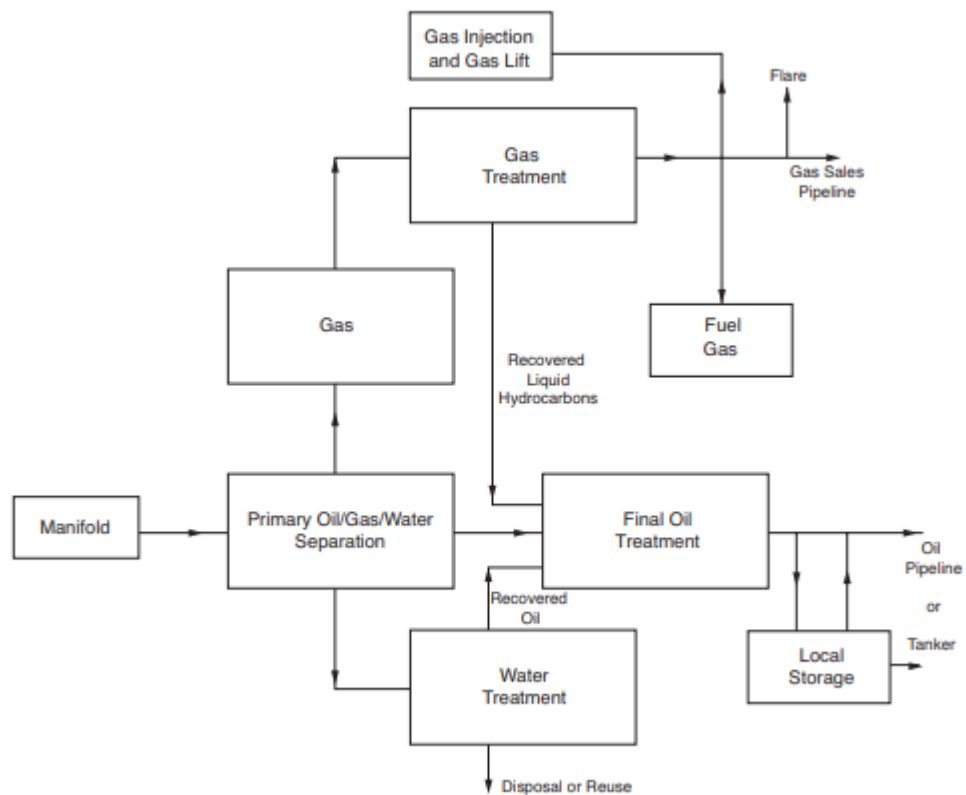 Gas Injection
and Gas Lift
Flare
Gas
Treatment
Gas Sales
Pipeline
Gas
Fuel
Gas
Recovered
Liquid
Hydrocarbons
Manifold
Primary Oil/Gas/Water
Separation
Final Oil
Treatment
Oil
Pipeline
or
Tanker
Recovered
Oil
Local
Storage
Water
Treatment
Disposal or Reuse